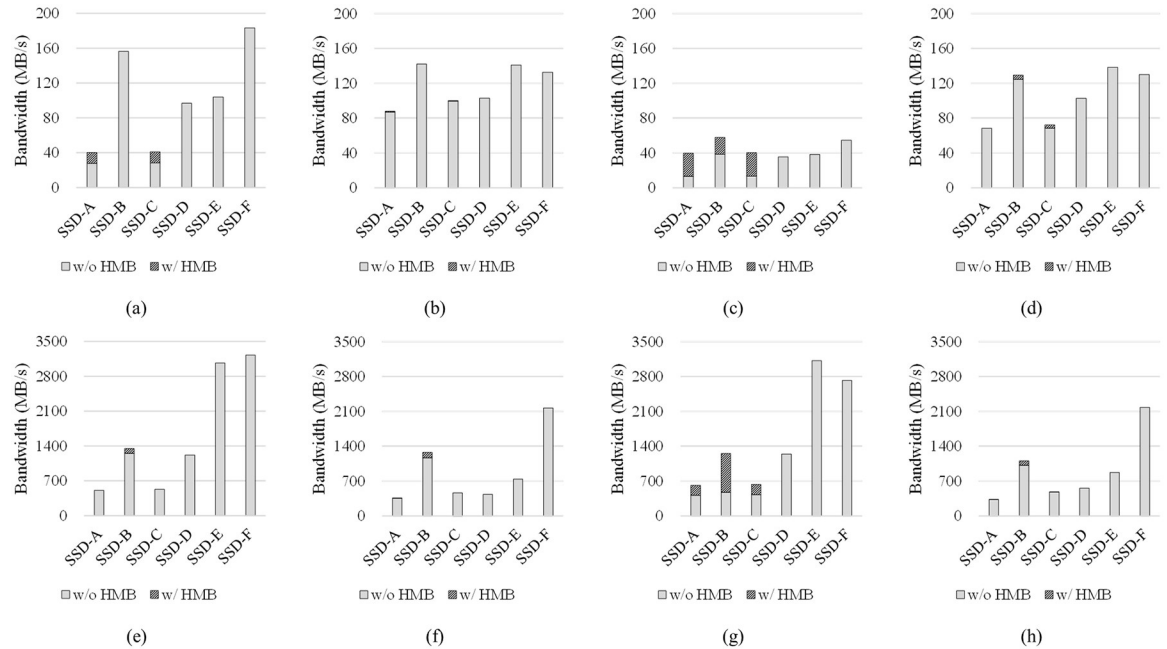 Bandwidth (MB/s)
200
160
120
80
40
0
SSD-A
SSD-B
SSD-C
SSD-D
SSD-E
SSD-F
w/o HMB w/ HMB
(a)
Bandwidth (MB/s)
200
160
120
80
40
0
SSD-A
SSD-B
SSD-C
SSD-D
SSD-E
SSD-F
w/o HMB w/ HMB
(b)
Bandwidth (MB/s)
200
160
120
80
40
0
SSD-A
SSD-B
SSD-C
SSD-D
SSD-E
SSD-F
w/o HMB w/ HMB
(c)
Bandwidth (MB/s)
200
160
120
80
40
0
SSD-A
SSD-B
SSD-C
SSD-D
SSD-E
SSD-F
w/o HMB w/ HMB
(d)
Bandwidth (MB/s)
3500
2800
2100
1400
700
0
SSD-A
SSD-B
SSD-C
SSD-D
SSD-E
SSD-F
w/o HMB w/ HMB
(e)
Bandwidth (MB/s)
3500
2800
2100
1400
700
0
SSD-A
SSD-B
SSD-C
SSD-D
SSD-E
SSD-F
w/o HMB w/ HMB
(f)
Bandwidth (MB/s)
3500
2800
2100
1400
700
0
SSD-A
SSD-B
SSD-C
SSD-D
SSD-E
SSD-F
w/o HMB w/ HMB
(g)
Bandwidth (MB/s)
3500
2800
2100
1400
700
0
SSD-A
SSD-B
SSD-C
SSD-D
SSD-E
SSD-F
w/o HMB w/ HMB
(h)